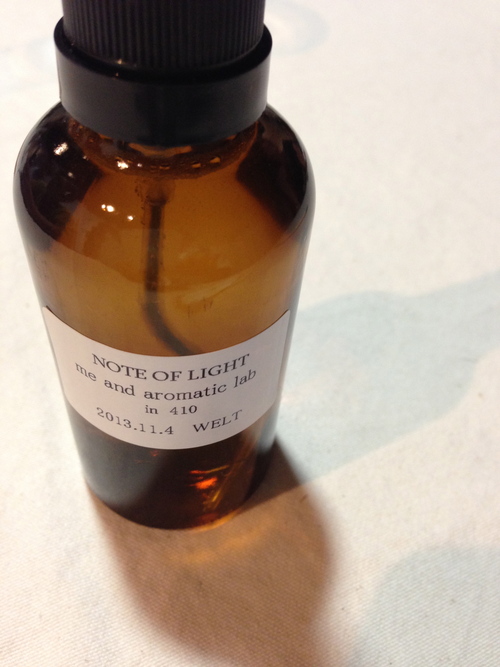 NOTE OF LIGHT
me and aromatic lab
in 410
2013.11.4 WELT